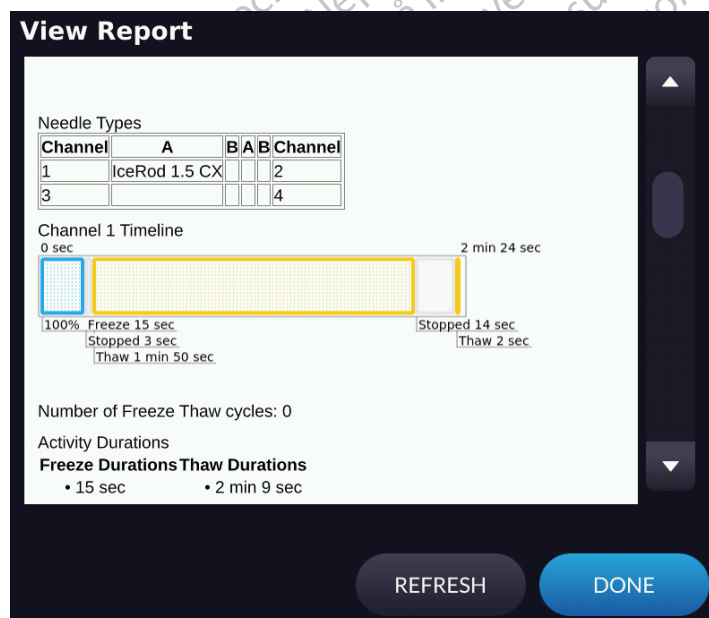 View Report
Needle Types
Channel A B A B Channel
1 IceRod 1.5 CX 2
3 4
Channel 1 Timeline
0 sec 2 min 24 sec
100% Freeze 15 sec Stopped 14 sec
Stopped 3 sec Thaw 2 sec
Thaw 1 min 50 sec
Number of Freeze Thaw cycles: 0
Activity Durations
Freeze Durations Thaw Durations
• 15 sec • 2 min 9 sec
REFRESH DONE